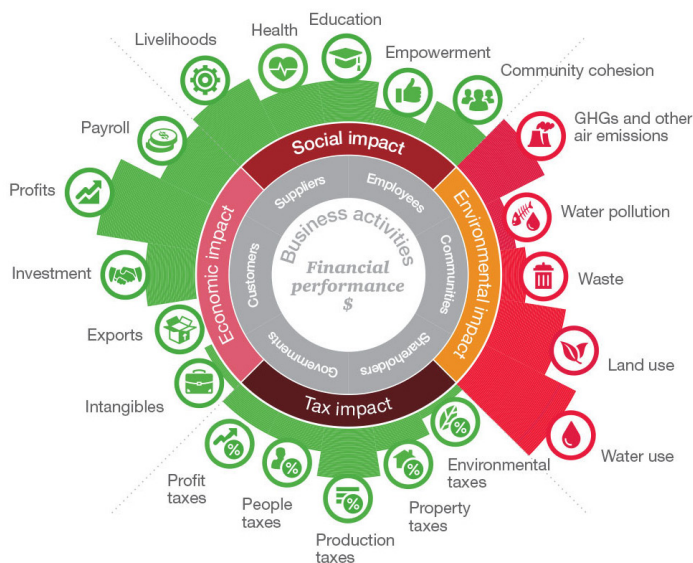 Education
Health
Livelihoods
Empowerment
Community cohesion
GHGs and other
air emissions
Payroll
Social impact
Profits
Water pollution
Suppliers
Employees
Business activities
Economic impact
Environmental impact
Investment
Customers
Financial
performance
$
Communities
Waste
Exports
Governments
Shareholders
Land use
Intangibles
Tax impact
Water use
Profit
taxes
People
taxes
Production
taxes
Property
taxes
Environmental
taxes
$
%
%
%
%
%